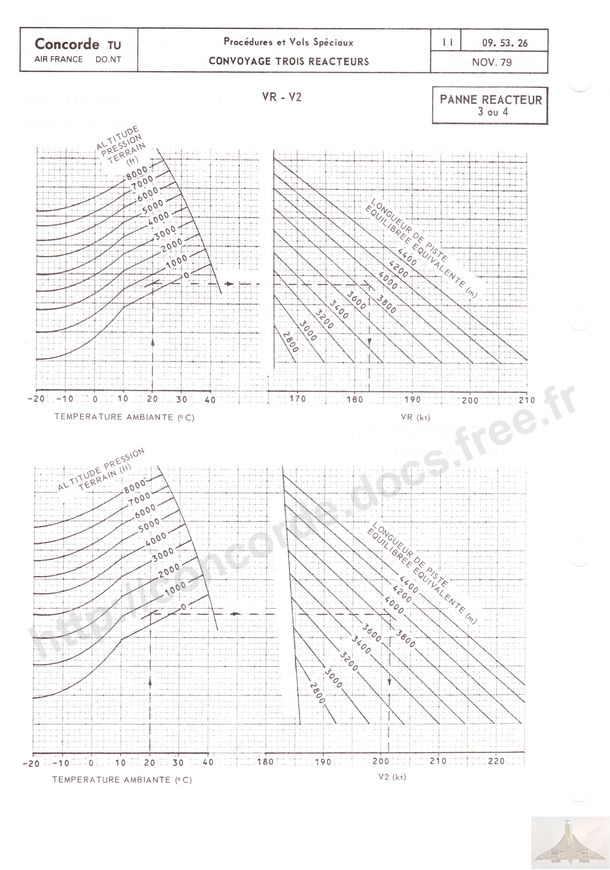 Concorde TU
AIR FRANCE DO.NT
Procédures et Vols Spéciaux
CONVOYAGE TROIS REACTEURS
11
09. 53. 26
NOV. 79
VR - V2
PANNE REACTEUR
3 ou 4
ALTITUDE
PRESSION
TERRAIN
(ft)
8000
7000
6000
5000
4000
3000
2000
1000
0
LONGUEUR DE PISTE
EQUILIBREE EQUIVALENTE (m)
4400
4200
4000
3800
3600
3400
3200
3000
2800
-20 -10 0 10 20 30 40
160 170 180 190 200 210
TEMPERATURE AMBIANTE (°C)
VR (kt)
ALTITUDE PRESSION
TERRAIN (ft)
8000
7000
6000
5000
4000
3000
2000
1000
0
LONGUEUR DE PISTE
EQUILIBREE EQUIVALENTE (m)
4400
4200
4000
3800
3600
3400
3200
3000
2800
-20 -10 0 10 20 30 40
180 190 200 210 220
TEMPERATURE AMBIANTE (°C)
V2 (kt)
http://concorde.docs.free.fr